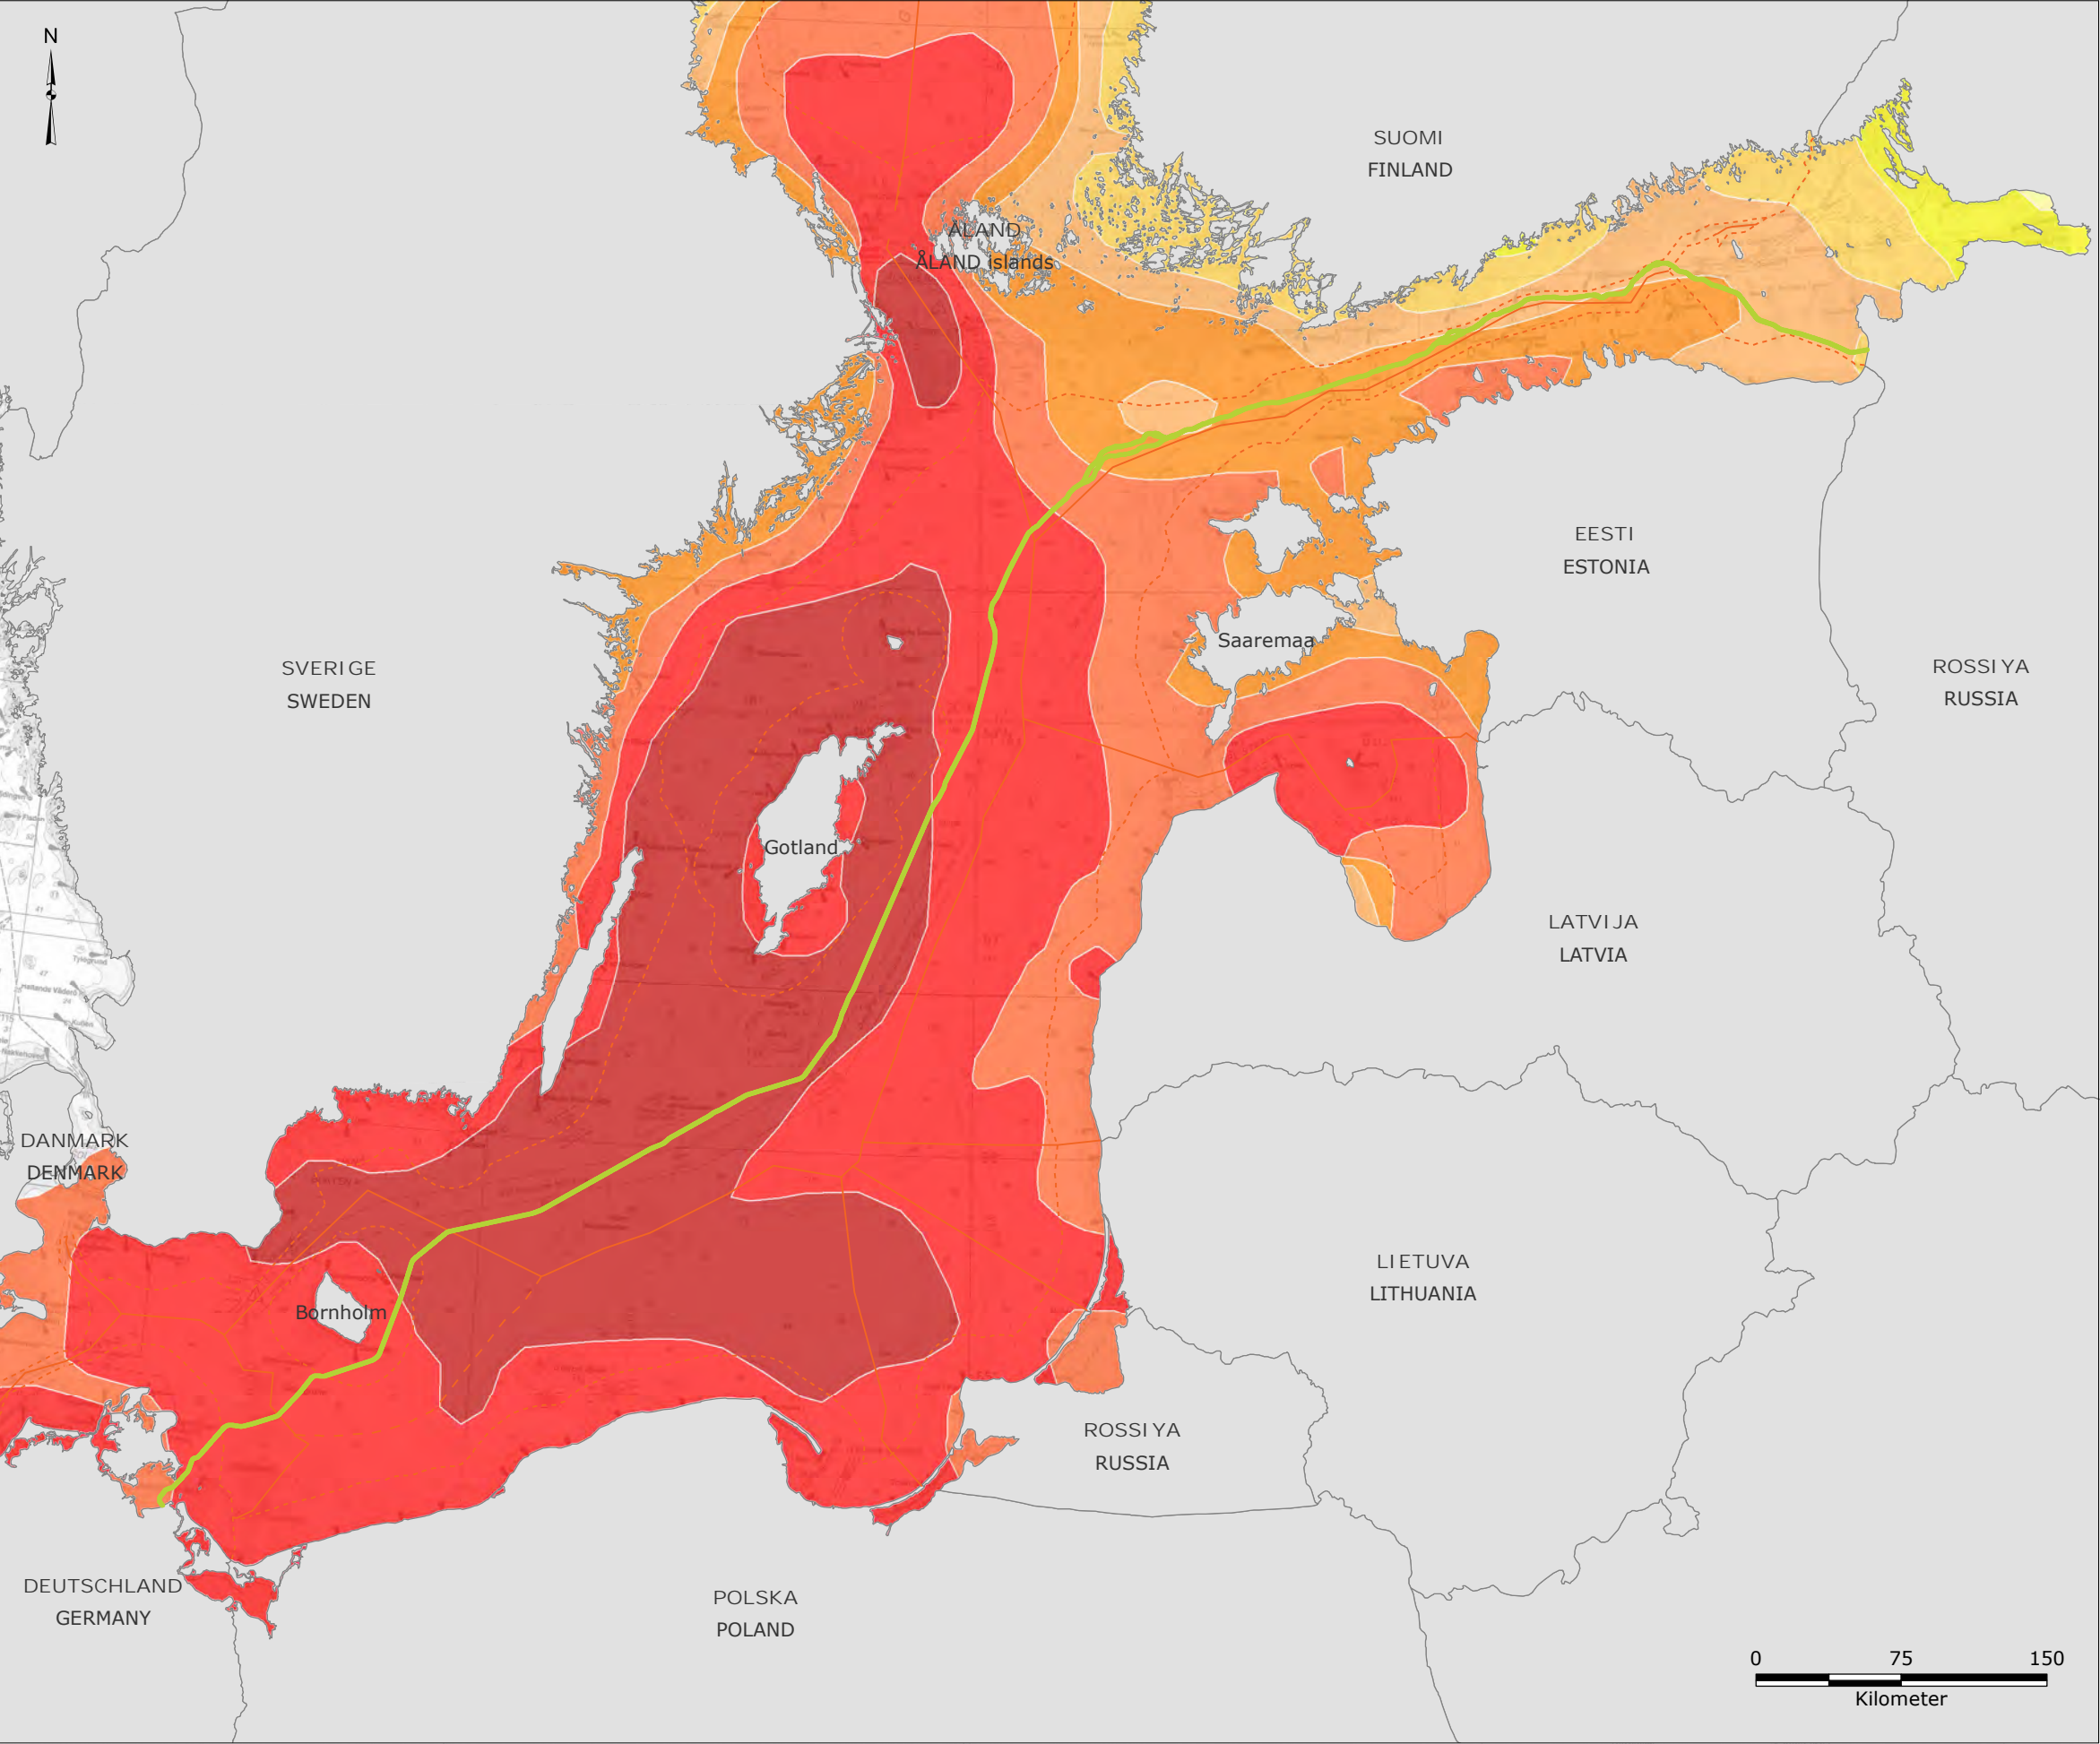 N
SUOMI
FINLAND
ÅLAND
ÅLAND islands
EESTI
ESTONIA
Saaremaa
SVERIGE
SWEDEN
ROSSIYA
RUSSIA
Gotland
LATVIJA
LATVIA
DANMARK
DENMARK
LIETUVA
LITHUANIA
Bornholm
ROSSIYA
RUSSIA
DEUTSCHLAND
GERMANY
POLSKA
POLAND
0 75 150
Kilometer